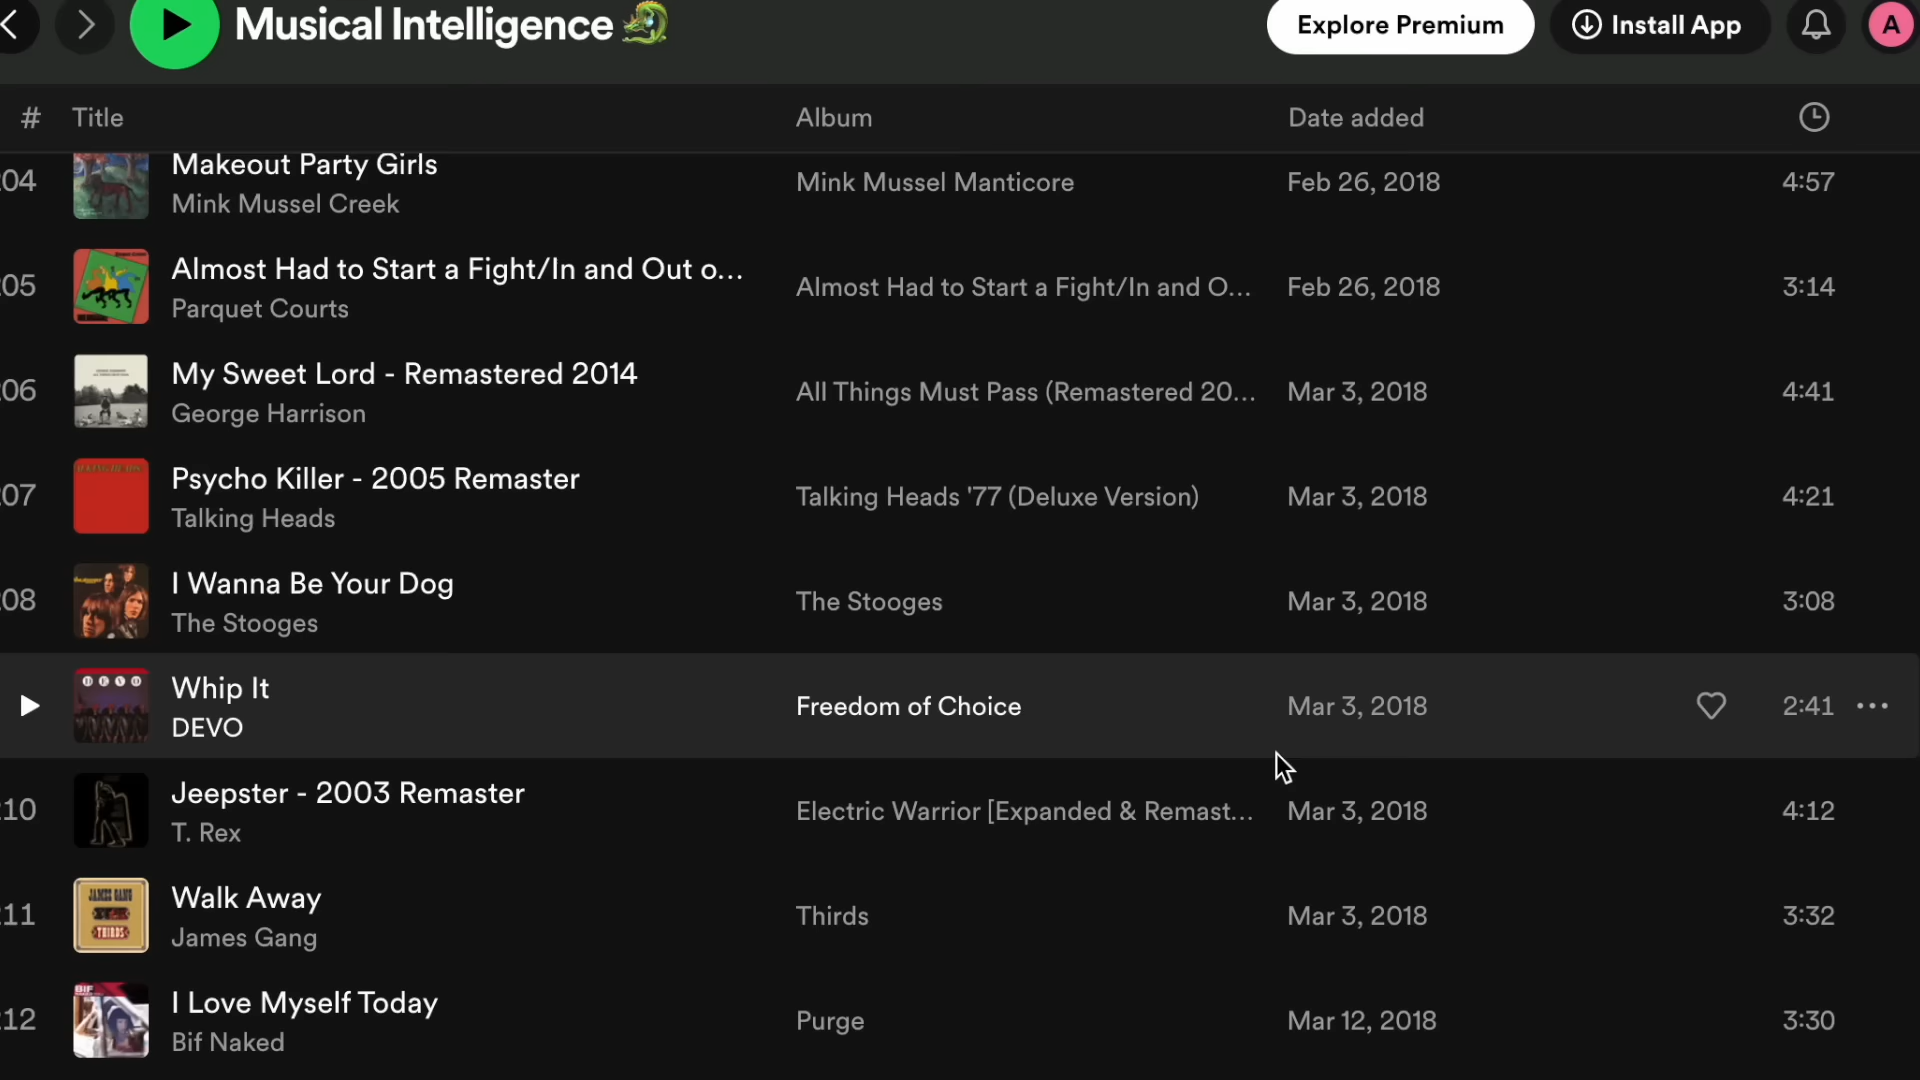 Musical Intelligence
Explore Premium
Install App
A
# Title Album Date added
04 Makeout Party Girls Mink Mussel Manticore Feb 26, 2018 4:57
Mink Mussel Creek
05 Almost Had to Start a Fight/In and Out o... Almost Had to Start a Fight/In and O... Feb 26, 2018 3:14
Parquet Courts
06 My Sweet Lord - Remastered 2014 All Things Must Pass (Remastered 20... Mar 3, 2018 4:41
George Harrison
07 Psycho Killer - 2005 Remaster Talking Heads '77 (Deluxe Version) Mar 3, 2018 4:21
Talking Heads
08 I Wanna Be Your Dog The Stooges Mar 3, 2018 3:08
The Stooges
DEVO
Whip It Freedom of Choice Mar 3, 2018 2:41
DEVO
10 Jeepster - 2003 Remaster Electric Warrior [Expanded & Remast... Mar 3, 2018 4:12
T. Rex
11 Walk Away Thirds Mar 3, 2018 3:32
James Gang
JAMES GANG
THIRDS
12 I Love Myself Today Purge Mar 12, 2018 3:30
Bif Naked
BIF